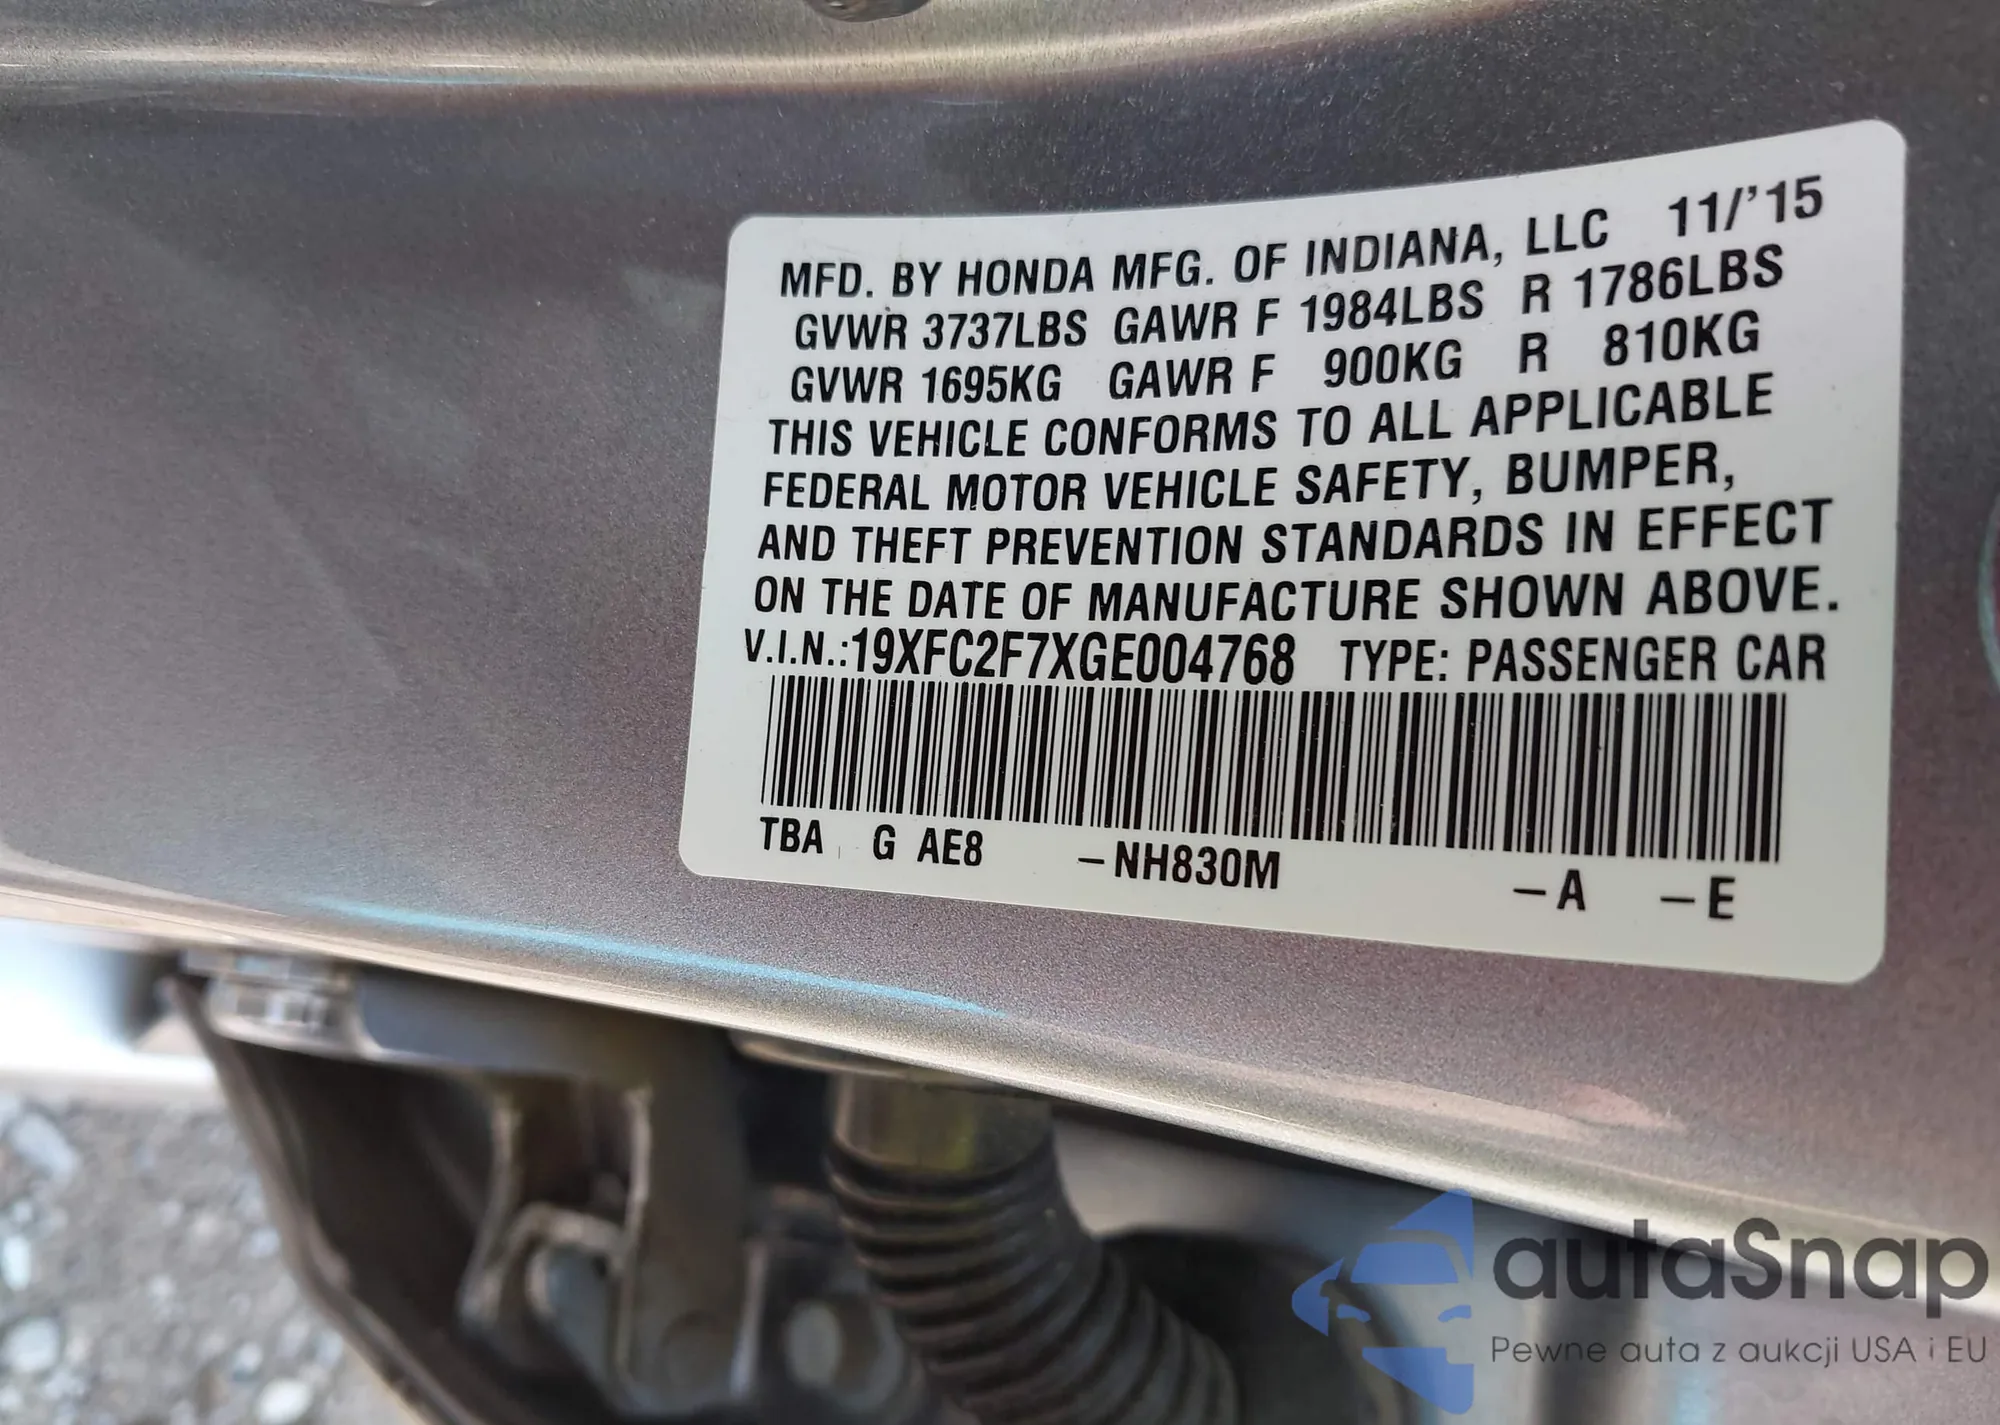 MFD. BY HONDA MFG. OF INDIANA, LLC 11/'15
GVWR 3737LBS GAWR F 1984LBS R 1786LBS
GVWR 1695KG GAWR F 900KG R 810KG
THIS VEHICLE CONFORMS TO ALL APPLICABLE
FEDERAL MOTOR VEHICLE SAFETY, BUMPER,
AND THEFT PREVENTION STANDARDS IN EFFECT
ON THE DATE OF MANUFACTURE SHOWN ABOVE.
V.I.N.:19XFC2F7XGE004768 TYPE: PASSENGER CAR
TBA G AE8 –NH830M –A –E
autaSnap
Pewne auta z aukcji USA i EU